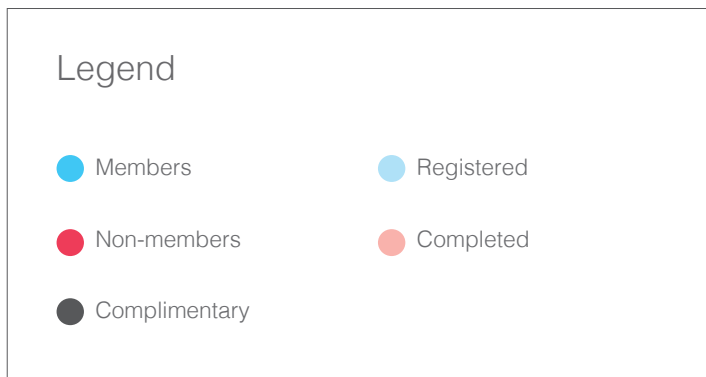 Legend
Members
Registered
Non-members
Completed
Complimentary